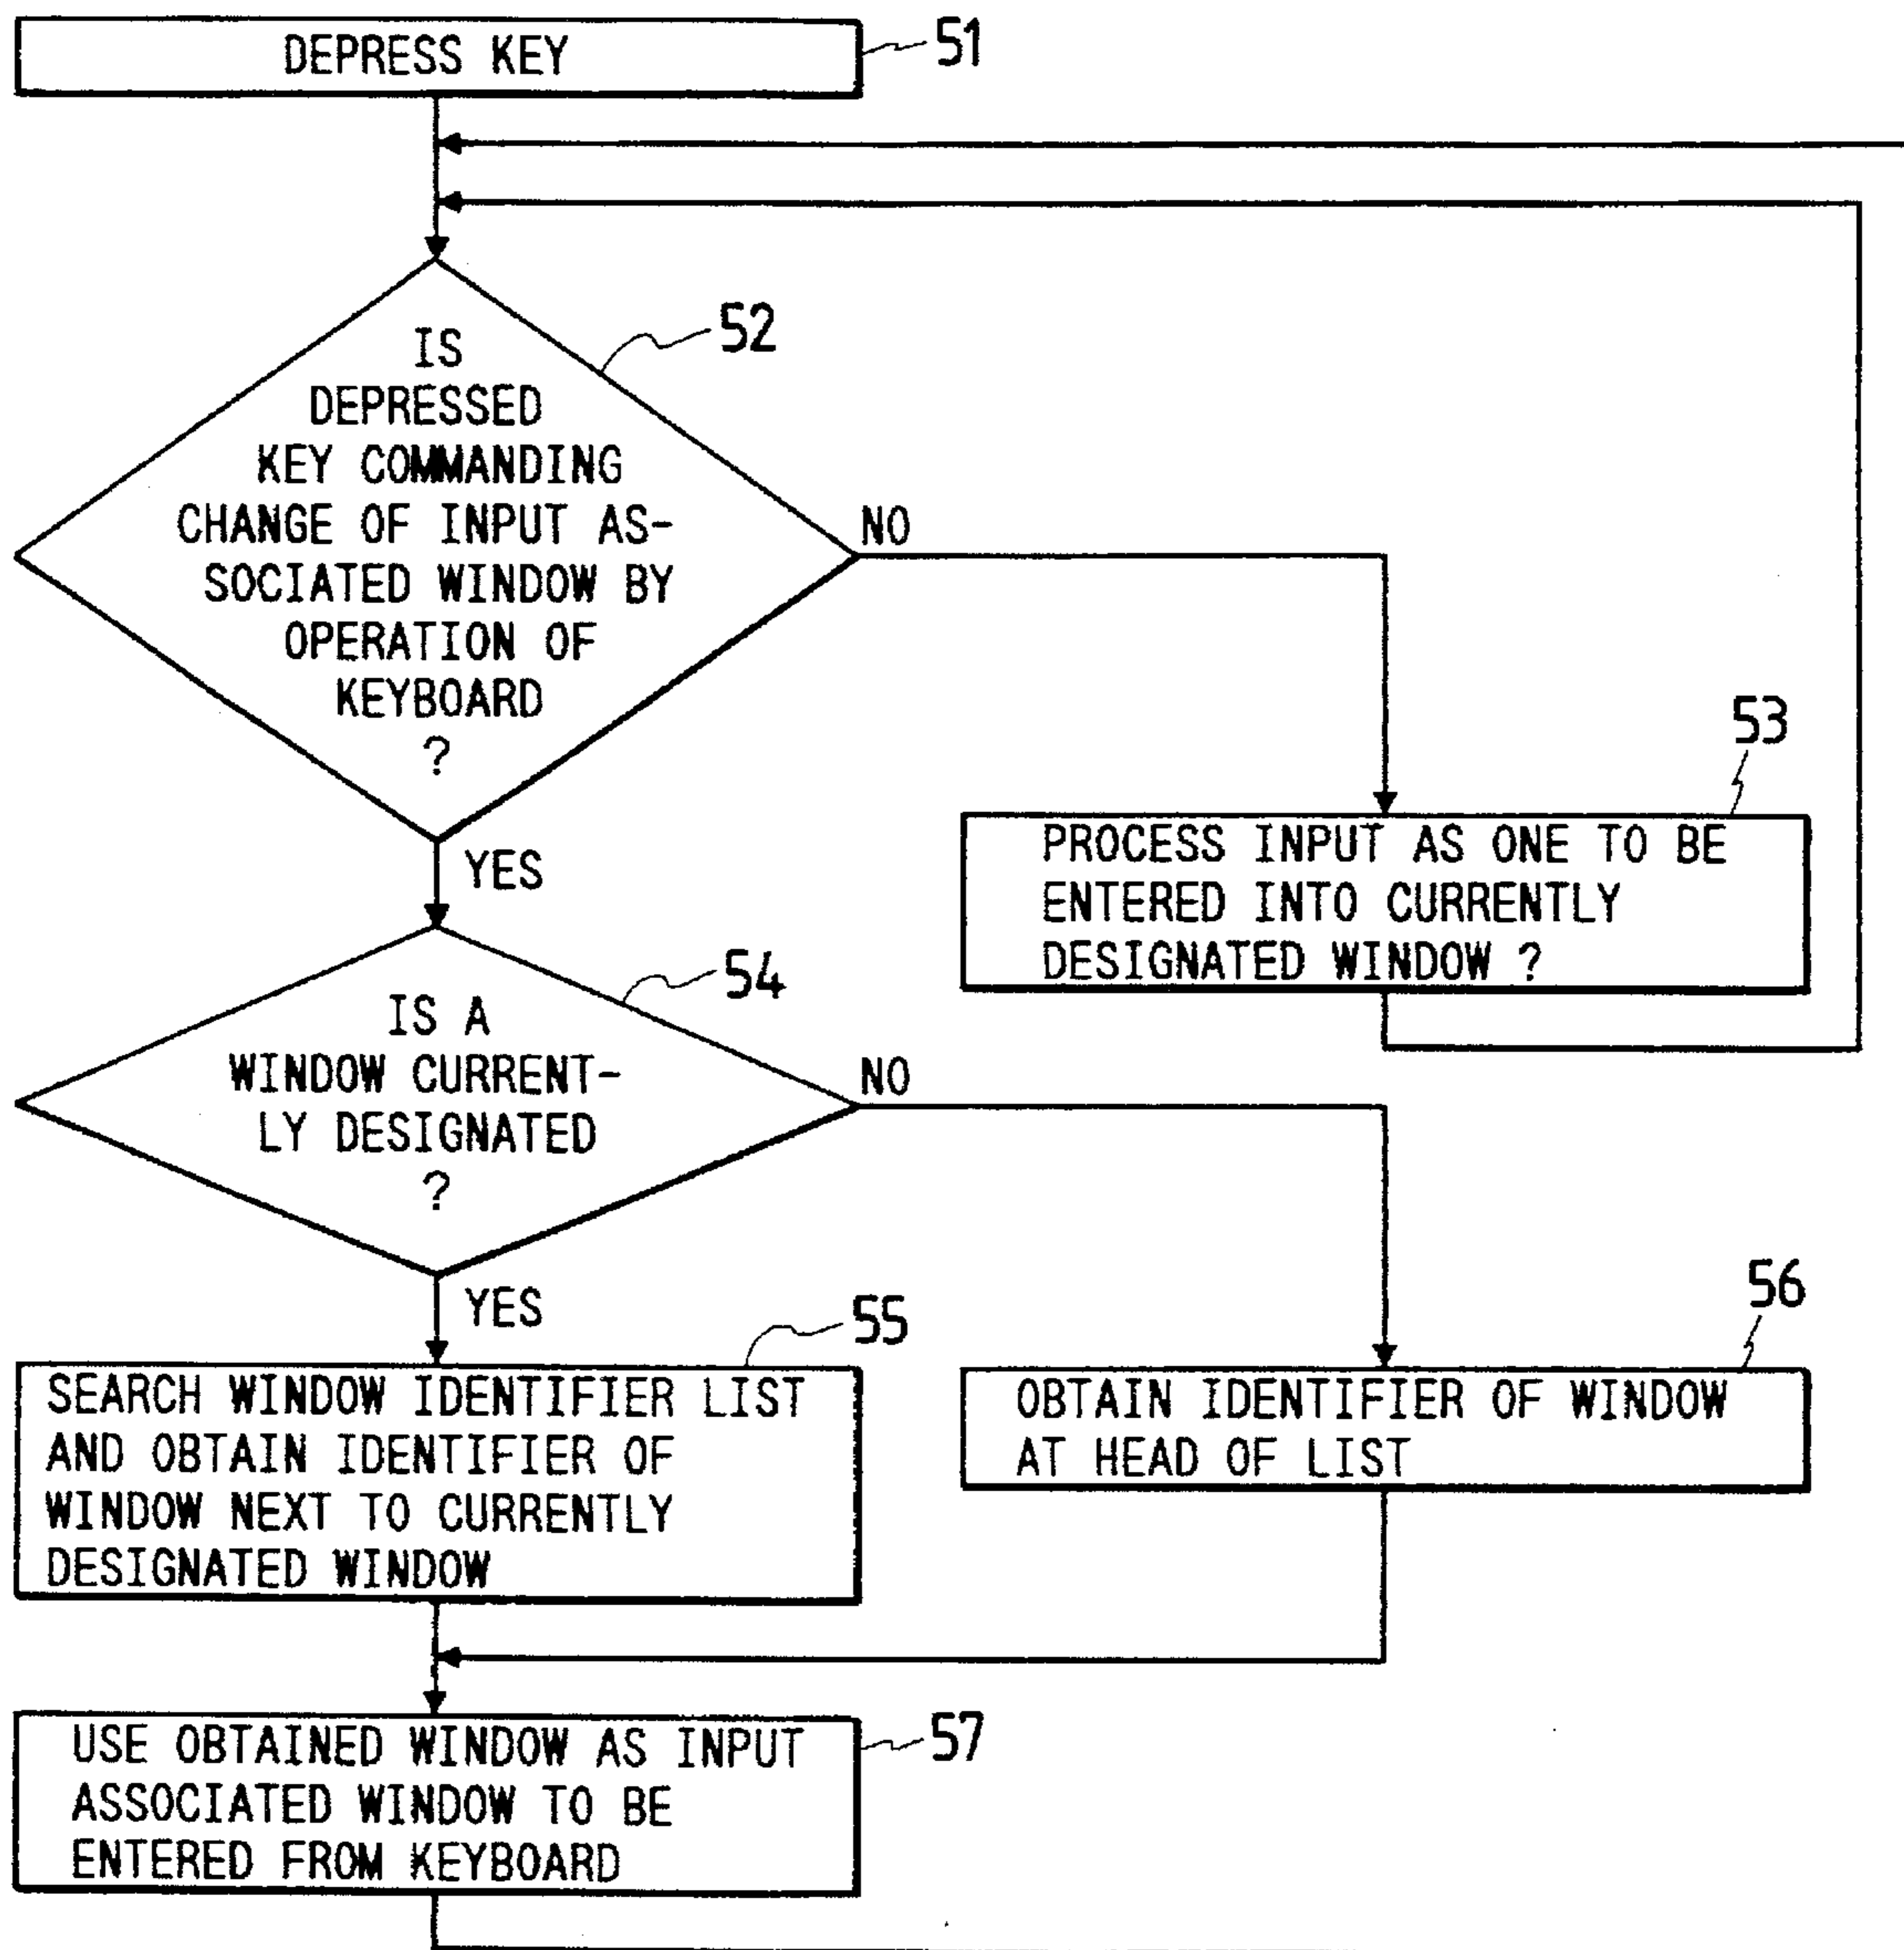 DEPRESS KEY
51
IS
DEPRESSED
KEY COMMANDING
CHANGE OF INPUT AS-
SOCIATED WINDOW BY
OPERATION OF
KEYBOARD
?
52
NO
YES
53
PROCESS INPUT AS ONE TO BE
ENTERED INTO CURRENTLY
DESIGNATED WINDOW ?
IS A
WINDOW CURRENT-
LY DESIGNATED
?
54
NO
YES
55
SEARCH WINDOW IDENTIFIER LIST
AND OBTAIN IDENTIFIER OF
WINDOW NEXT TO CURRENTLY
DESIGNATED WINDOW
56
OBTAIN IDENTIFIER OF WINDOW
AT HEAD OF LIST
USE OBTAINED WINDOW AS INPUT
ASSOCIATED WINDOW TO BE
ENTERED FROM KEYBOARD
57